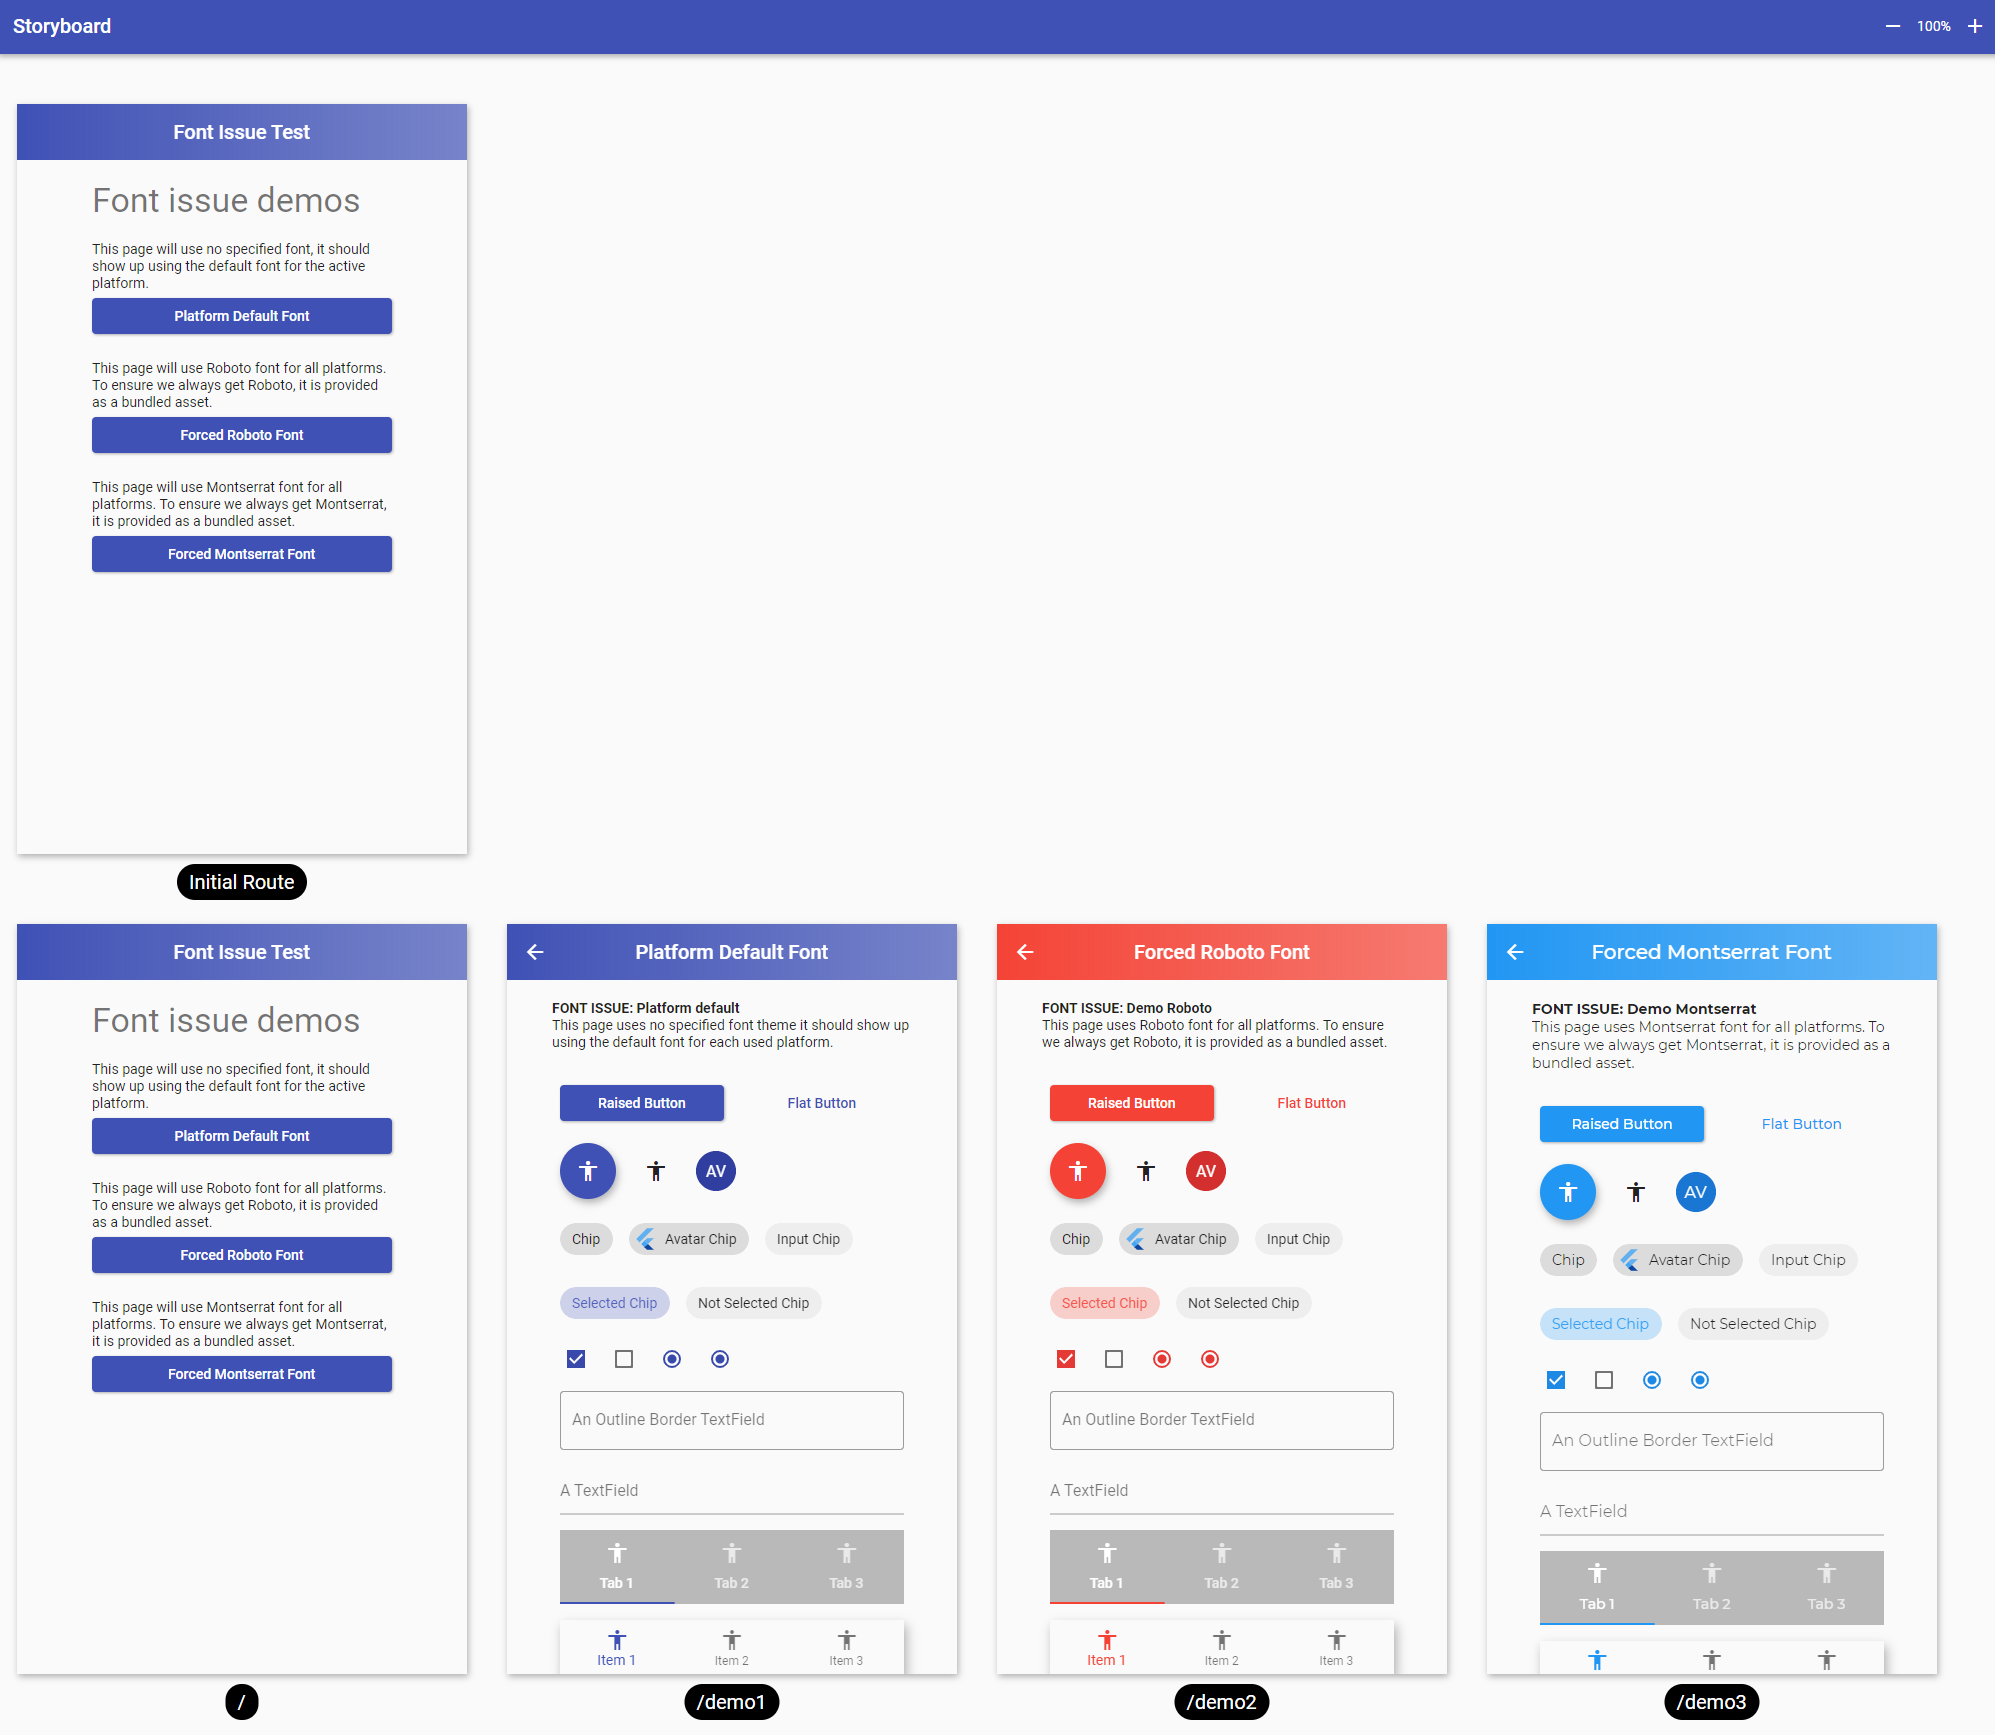 Storyboard
100%
Font Issue Test
Font issue demos
This page will use no specified font, it should
show up using the default font for the active
platform.
Platform Default Font
This page will use Roboto font for all platforms.
To ensure we always get Roboto, it is provided
as a bundled asset.
Forced Roboto Font
This page will use Montserrat font for all
platforms. To ensure we always get Montserrat,
it is provided as a bundled asset.
Forced Montserrat Font
Initial Route
Font Issue Test
Font issue demos
This page will use no specified font, it should
show up using the default font for the active
platform.
Platform Default Font
This page will use Roboto font for all platforms.
To ensure we always get Roboto, it is provided
as a bundled asset.
Forced Roboto Font
This page will use Montserrat font for all
platforms. To ensure we always get Montserrat,
it is provided as a bundled asset.
Forced Montserrat Font
/
Platform Default Font
FONT ISSUE: Platform default
This page uses no specified font theme it should show up
using the default font for each used platform.
Raised Button Flat Button
AV
Chip Avatar Chip Input Chip
Selected Chip Not Selected Chip
An Outline Border TextField
A TextField
Tab 1 Tab 2 Tab 3
Item 1 Item 2 Item 3
/demo1
Forced Roboto Font
FONT ISSUE: Demo Roboto
This page uses Roboto font for all platforms. To ensure
we always get Roboto, it is provided as a bundled asset.
Raised Button Flat Button
AV
Chip Avatar Chip Input Chip
Selected Chip Not Selected Chip
An Outline Border TextField
A TextField
Tab 1 Tab 2 Tab 3
Item 1 Item 2 Item 3
/demo2
Forced Montserrat Font
FONT ISSUE: Demo Montserrat
This page uses Montserrat font for all platforms. To
ensure we always get Montserrat, it is provided as a
bundled asset.
Raised Button Flat Button
AV
Chip Avatar Chip Input Chip
Selected Chip Not Selected Chip
An Outline Border TextField
A TextField
Tab 1 Tab 2 Tab 3
/demo3